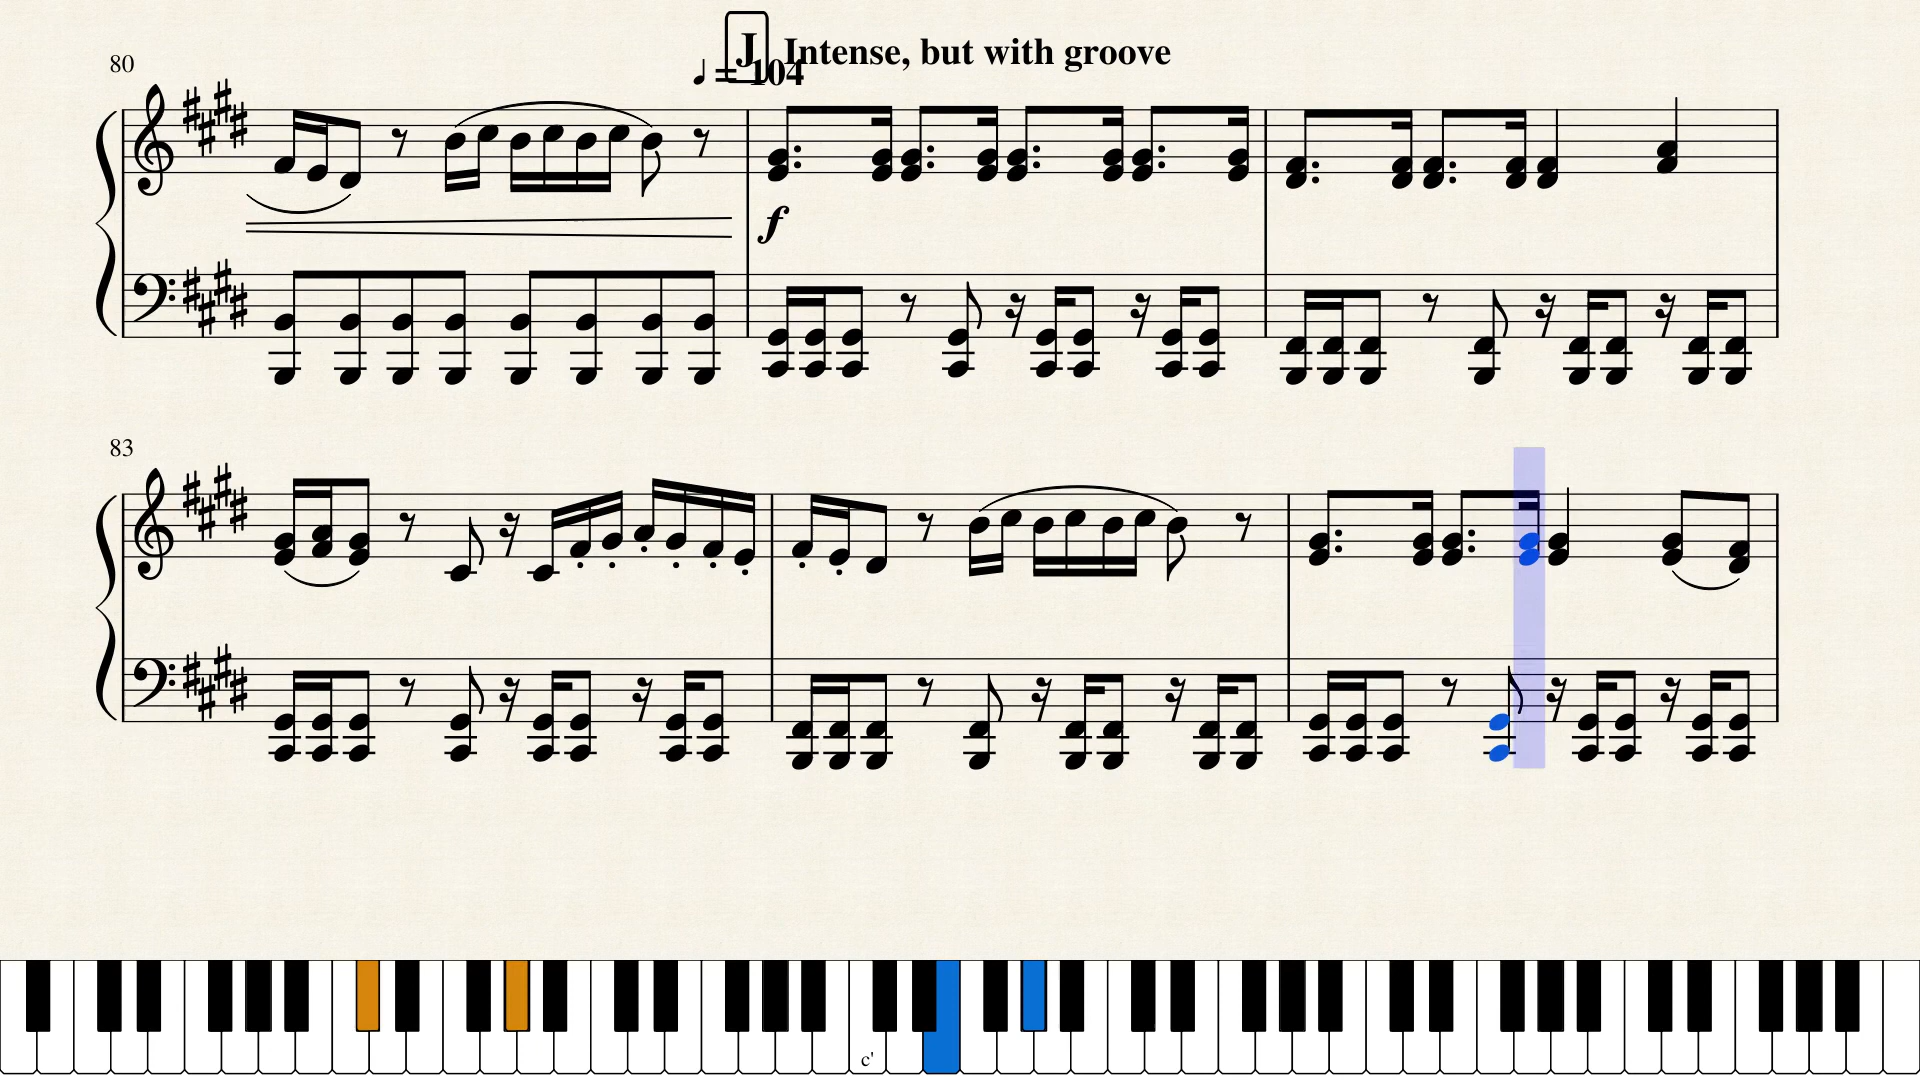 80
J Intense, but with groove
♩ = 104
f
83
c'